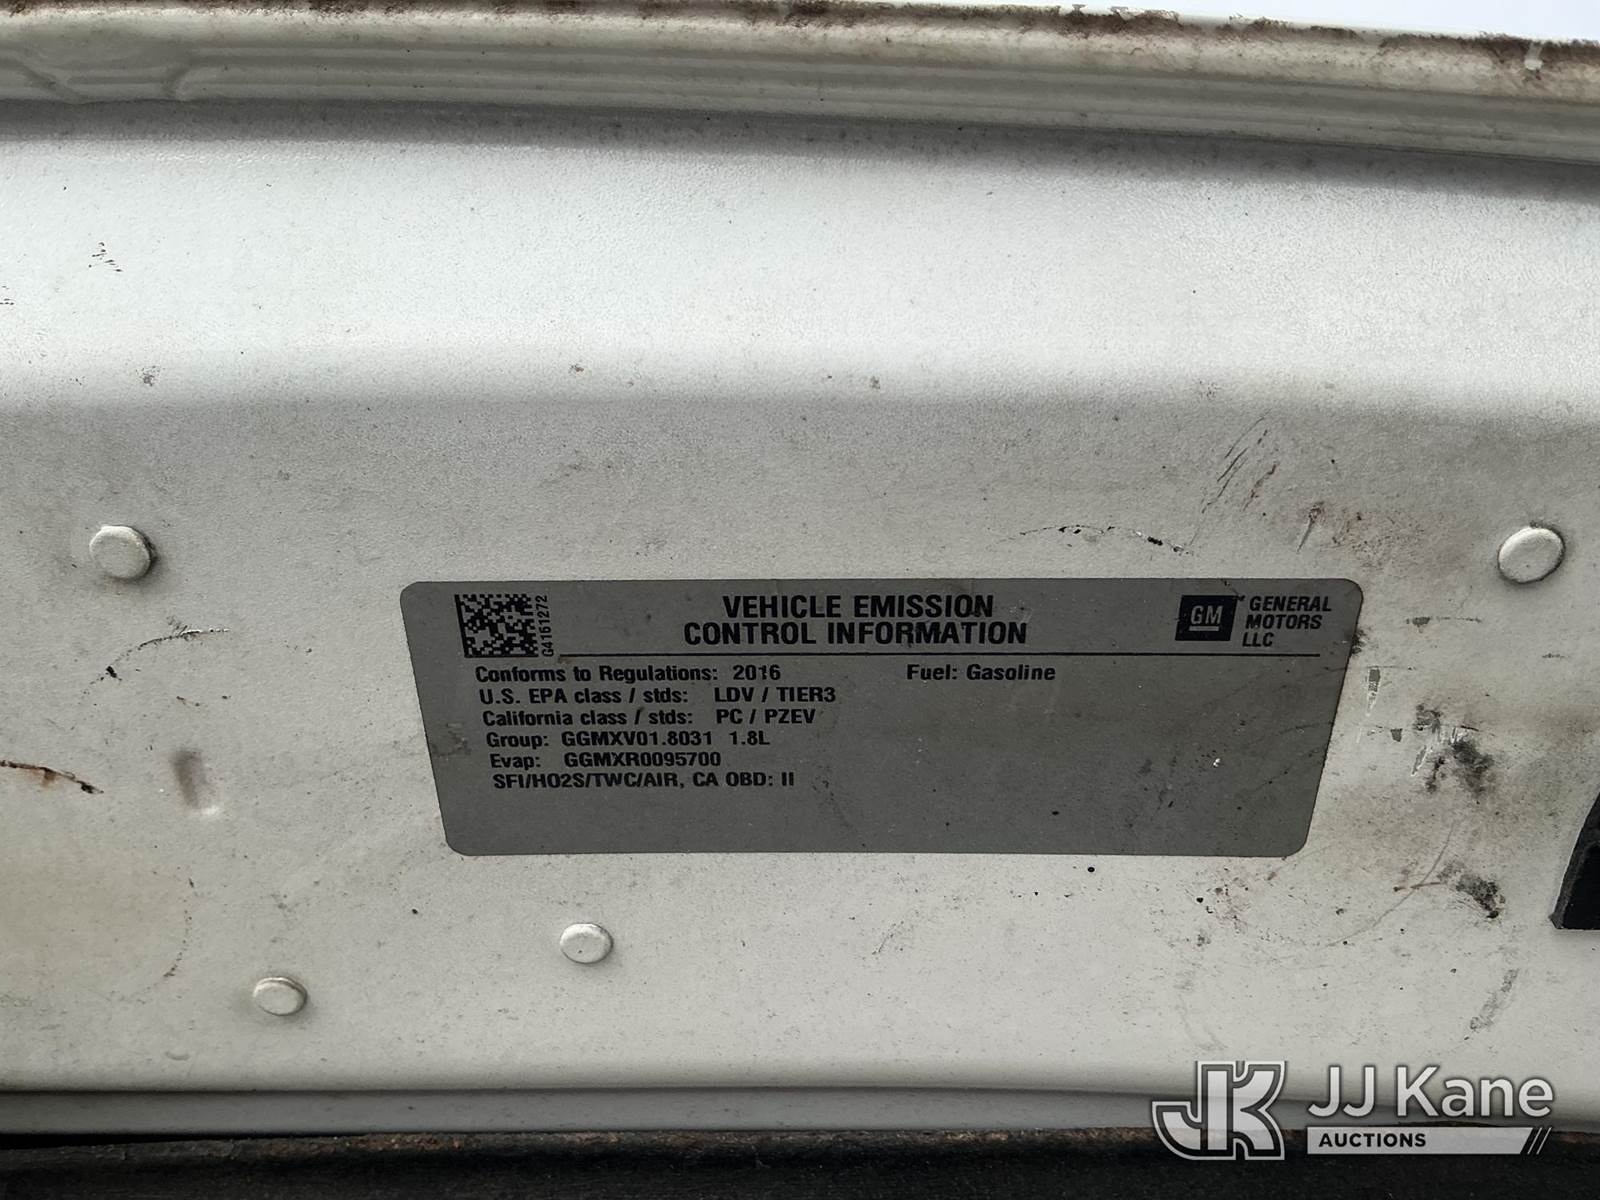 G4161272
VEHICLE EMISSION
CONTROL INFORMATION
GM
GENERAL
MOTORS
LLC
Conforms to Regulations: 2016 Fuel: Gasoline
U.S. EPA class / stds: LDV / TIER3
California class / stds: PC / PZEV
Group: GGMXV01.8031 1.8L
Evap: GGMXR0095700
SFI/HO2S/TWC/AIR, CA OBD: II
JK JJ Kane
AUCTIONS